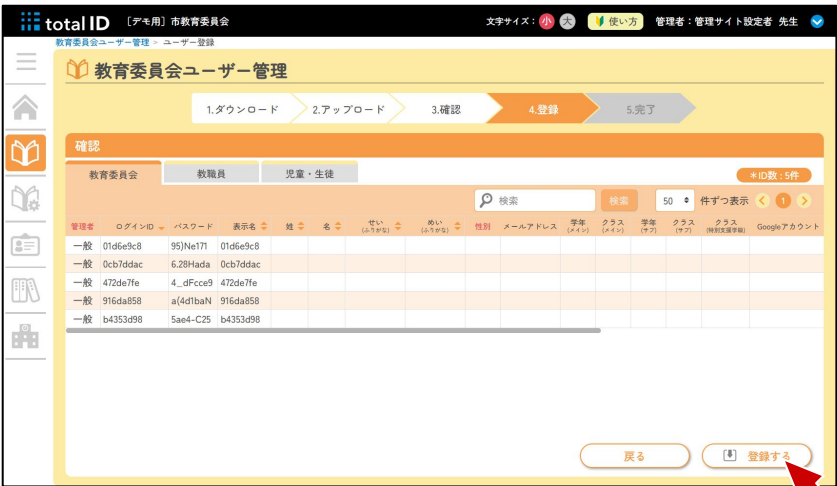 total ID ［デモ用］市教育委員会 文字サイズ：小 大 使い方 管理者：管理サイト設定者 先生
教育委員会ユーザー管理 > ユーザー登録
教育委員会ユーザー管理
1.ダウンロード 2.アップロード 3.確認 4.登録 5.完了
確認
教育委員会 教職員 児童・生徒 ＊ID数：5件
検索 検索 50 件ずつ表示 1
管理者 ログインID パスワード 表示名 姓 名 せい(ふりがな) めい(ふりがな) 性別 メールアドレス 学年(メイン) クラス(メイン) 学年(サブ) クラス(サブ) クラス(特別支援学級) Googleアカウント
一般 01d6e9c8 95)Ne171 01d6e9c8
一般 0cb7ddac 6.28Hada 0cb7ddac
一般 472de7fe 4_dFcce9 472de7fe
一般 916da858 a(4d1baN 916da858
一般 b4353d98 5ae4-C25 b4353d98
戻る 登録する